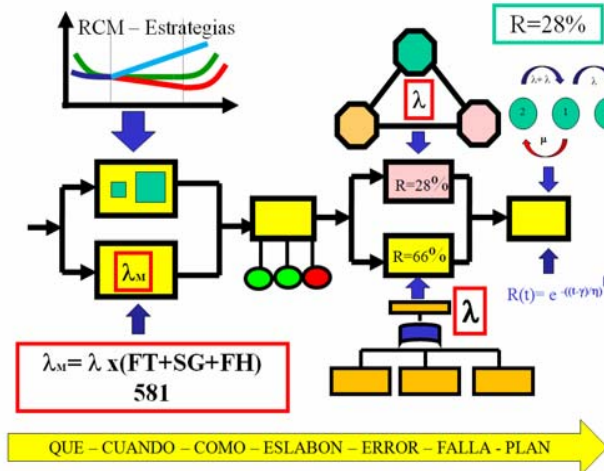 RCM – Estrategias
R=28%
λ
λ+λ
λ
2
1
μ
R=28%
λM
R=66%
R(t)= e -((t-γ)/η)
λ
λM= λ x(FT+SG+FH)
581
QUE – CUANDO – COMO – ESLABON – ERROR – FALLA - PLAN